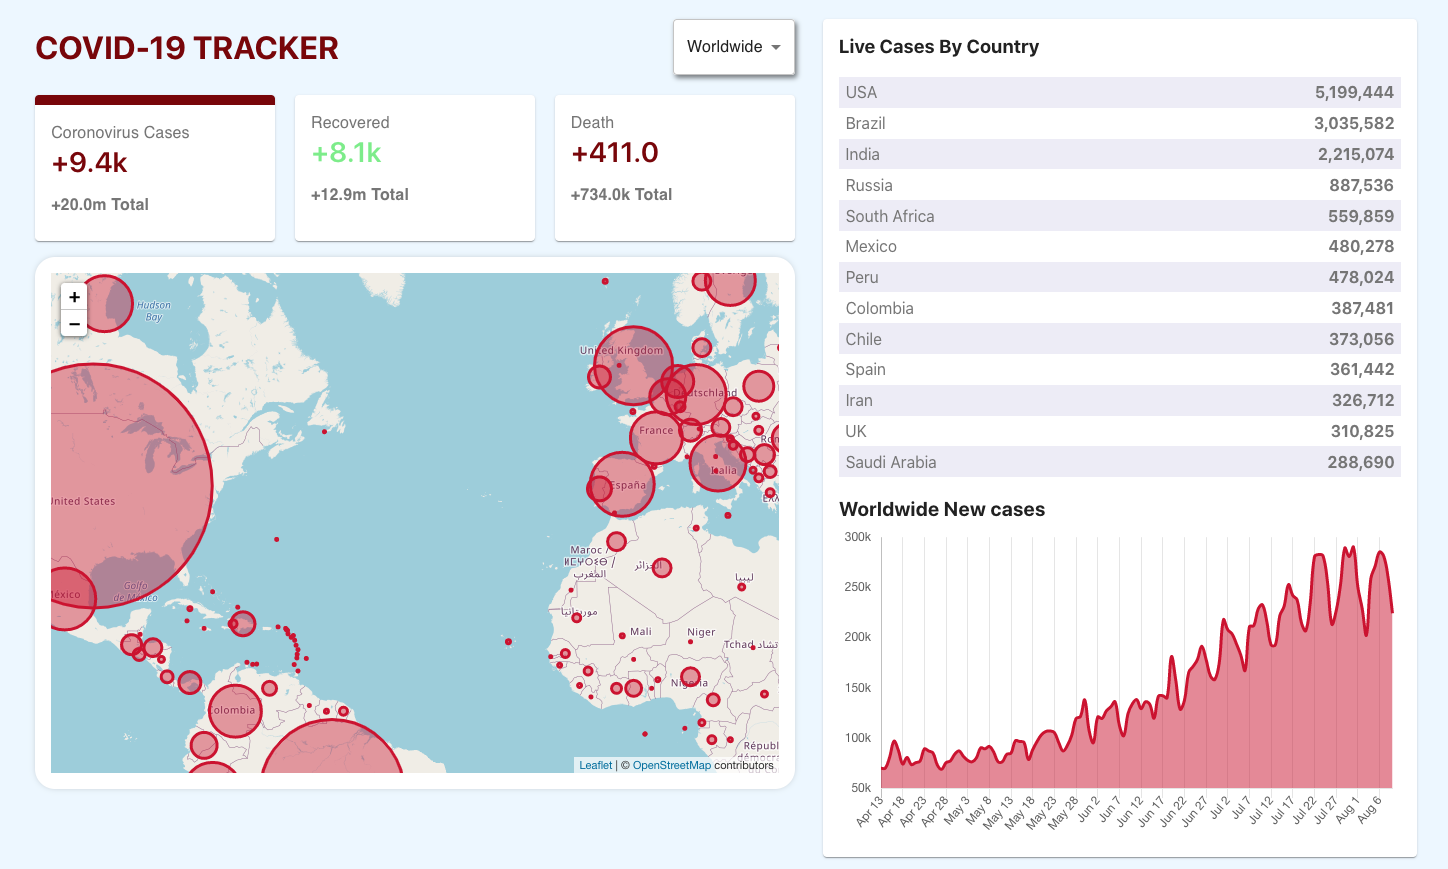 COVID-19 TRACKER
Worldwide
Coronovirus Cases
+9.4k
+20.0m Total
Recovered
+8.1k
+12.9m Total
Death
+411.0
+734.0k Total
+
−
Hudson
Bay
United Kingdom
Deutschland
France
Italia
España
United States
Golfo
de México
México
Maroc /
ⵍⵎⵖⵔⵉⴱ /
المغرب
الجزائر
ليبيا
موريتانيا
Mali
Niger
Tchad تشاد
Nigeria
Colombia
Républ
démocra
Leaflet | © OpenStreetMap contributors
Live Cases By Country
USA 5,199,444
Brazil 3,035,582
India 2,215,074
Russia 887,536
South Africa 559,859
Mexico 480,278
Peru 478,024
Colombia 387,481
Chile 373,056
Spain 361,442
Iran 326,712
UK 310,825
Saudi Arabia 288,690
Worldwide New cases
300k
250k
200k
150k
100k
50k
Apr 13
Apr 18
Apr 23
Apr 28
May 3
May 8
May 13
May 18
May 23
May 28
Jun 2
Jun 7
Jun 12
Jun 17
Jun 22
Jun 27
Jul 2
Jul 7
Jul 12
Jul 17
Jul 22
Jul 27
Aug 1
Aug 6